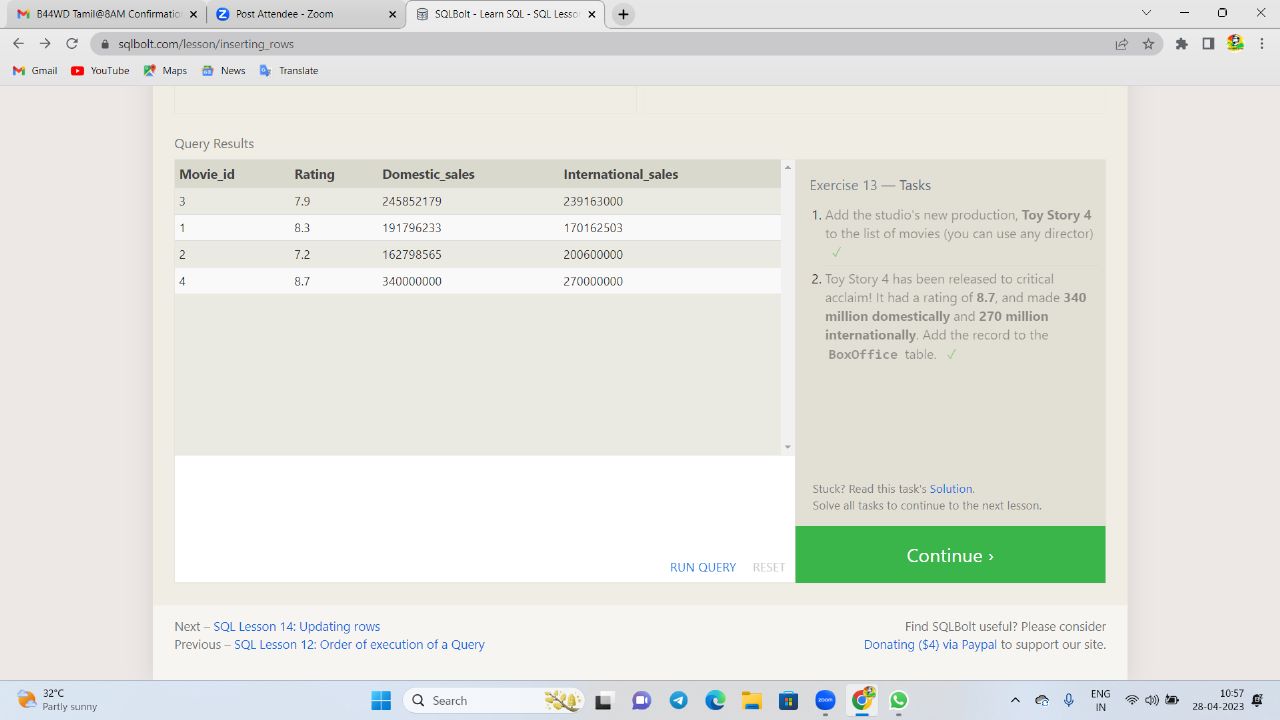 B44WD Tamil@8AM Confirmation
Post Attendee - Zoom
SQLBolt - Learn SQL - SQL Lesson
sqlbolt.com/lesson/inserting_rows
Gmail YouTube Maps News Translate
Query Results
Movie_id Rating Domestic_sales International_sales
3 7.9 245852179 239163000
1 8.3 191796233 170162503
2 7.2 162798565 200600000
4 8.7 340000000 270000000
Exercise 13 — Tasks
1. Add the studio's new production, Toy Story 4
to the list of movies (you can use any director)
✓
2. Toy Story 4 has been released to critical
acclaim! It had a rating of 8.7, and made 340
million domestically and 270 million
internationally. Add the record to the
BoxOffice table. ✓
Stuck? Read this task's Solution.
Solve all tasks to continue to the next lesson.
RUN QUERY RESET
Continue ›
Next – SQL Lesson 14: Updating rows
Previous – SQL Lesson 12: Order of execution of a Query
Find SQLBolt useful? Please consider
Donating ($4) via Paypal to support our site.
32°C
Partly sunny
Search
zoom
ENG
IN
10:57
28-04-2023